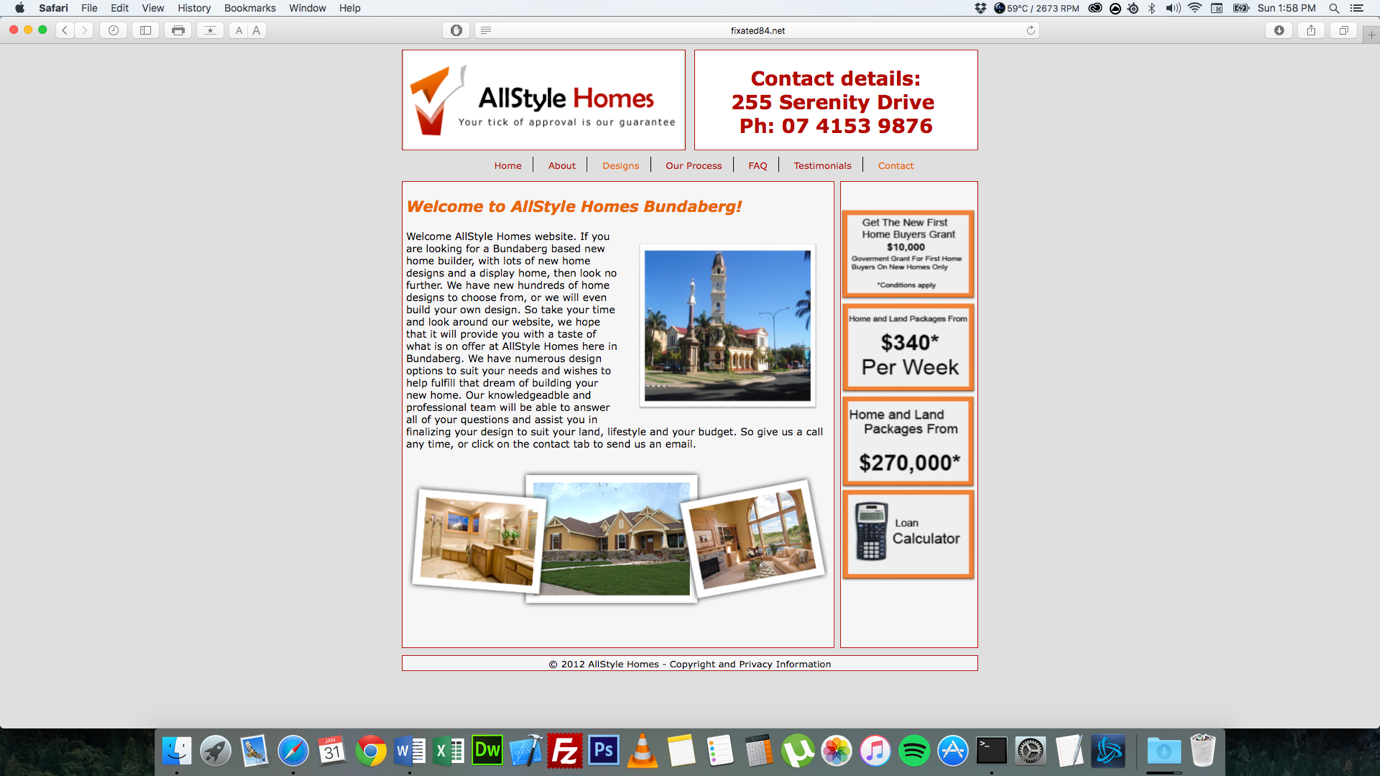 Safari File Edit View History Bookmarks Window Help
59°C / 2673 RPM
Sun 1:58 PM
A A
fixated84.net
AllStyle Homes
Your tick of approval is our guarantee
Contact details:
255 Serenity Drive
Ph: 07 4153 9876
Home About Designs Our Process FAQ Testimonials Contact
Welcome to AllStyle Homes Bundaberg!
Welcome AllStyle Homes website. If you
are looking for a Bundaberg based new
home builder, with lots of new home
designs and a display home, then look no
further. We have new hundreds of home
designs to choose from, or we will even
build your own design. So take your time
and look around our website, we hope
that it will provide you with a taste of
what is on offer at AllStyle Homes here in
Bundaberg. We have numerous design
options to suit your needs and wishes to
help fulfill that dream of building your
new home. Our knowledgeadble and
professional team will be able to answer
all of your questions and assist you in
finalizing your design to suit your land, lifestyle and your budget. So give us a call
any time, or click on the contact tab to send us an email.
Get The New First
Home Buyers Grant
$10,000
Goverment Grant For First Home
Buyers On New Homes Only
*Conditions apply
Home and Land Packages From
$340*
Per Week
Home and Land
Packages From
$270,000*
Loan
Calculator
© 2012 AllStyle Homes - Copyright and Privacy Information
JAN
31
W
X
Dw
Fz
Ps